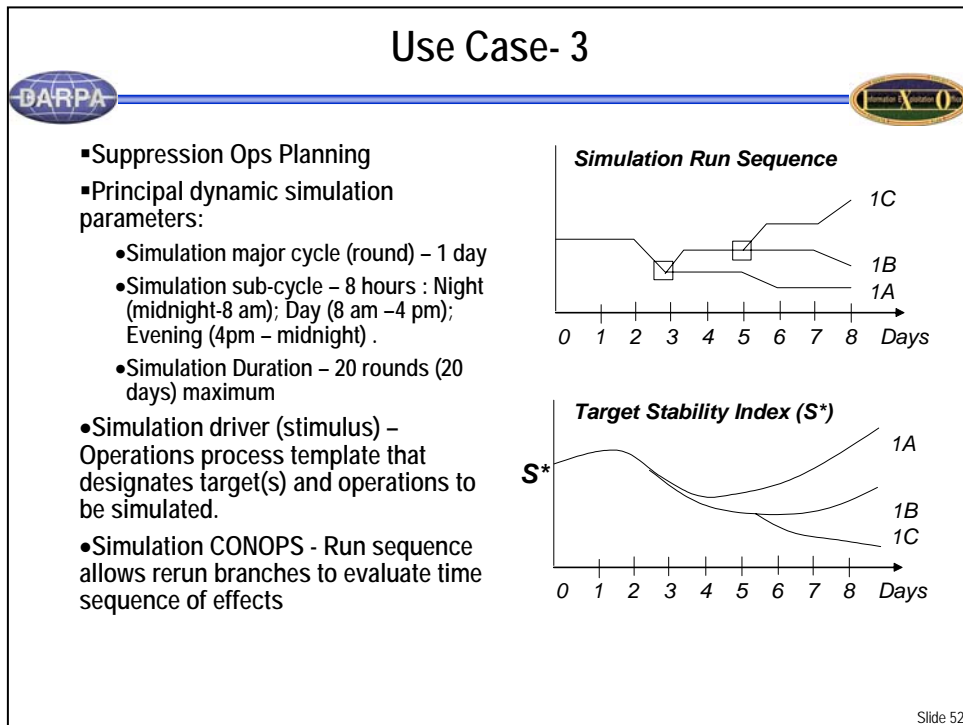 Use Case- 3
DARPA
Information Exploitation Office
I X O
▪Suppression Ops Planning
▪Principal dynamic simulation
parameters:
•Simulation major cycle (round) – 1 day
•Simulation sub-cycle – 8 hours : Night
(midnight-8 am); Day (8 am –4 pm);
Evening (4pm – midnight) .
•Simulation Duration – 20 rounds (20
days) maximum
•Simulation driver (stimulus) –
Operations process template that
designates target(s) and operations to
be simulated.
•Simulation CONOPS - Run sequence
allows rerun branches to evaluate time
sequence of effects
Simulation Run Sequence
1C
1B
1A
0 1 2 3 4 5 6 7 8 Days
Target Stability Index (S*)
1A
S*
1B
1C
0 1 2 3 4 5 6 7 8 Days
Slide 52